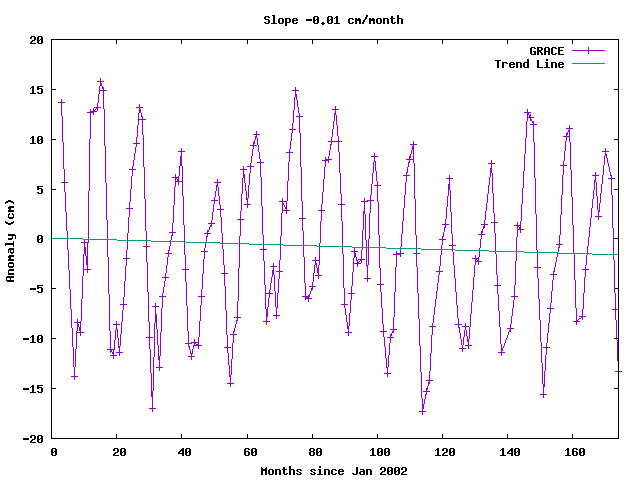 Slope -0.01 cm/month
GRACE
Trend Line
20
15
10
5
0
-5
-10
-15
-20
Anomaly (cm)
0 20 40 60 80 100 120 140 160
Months since Jan 2002